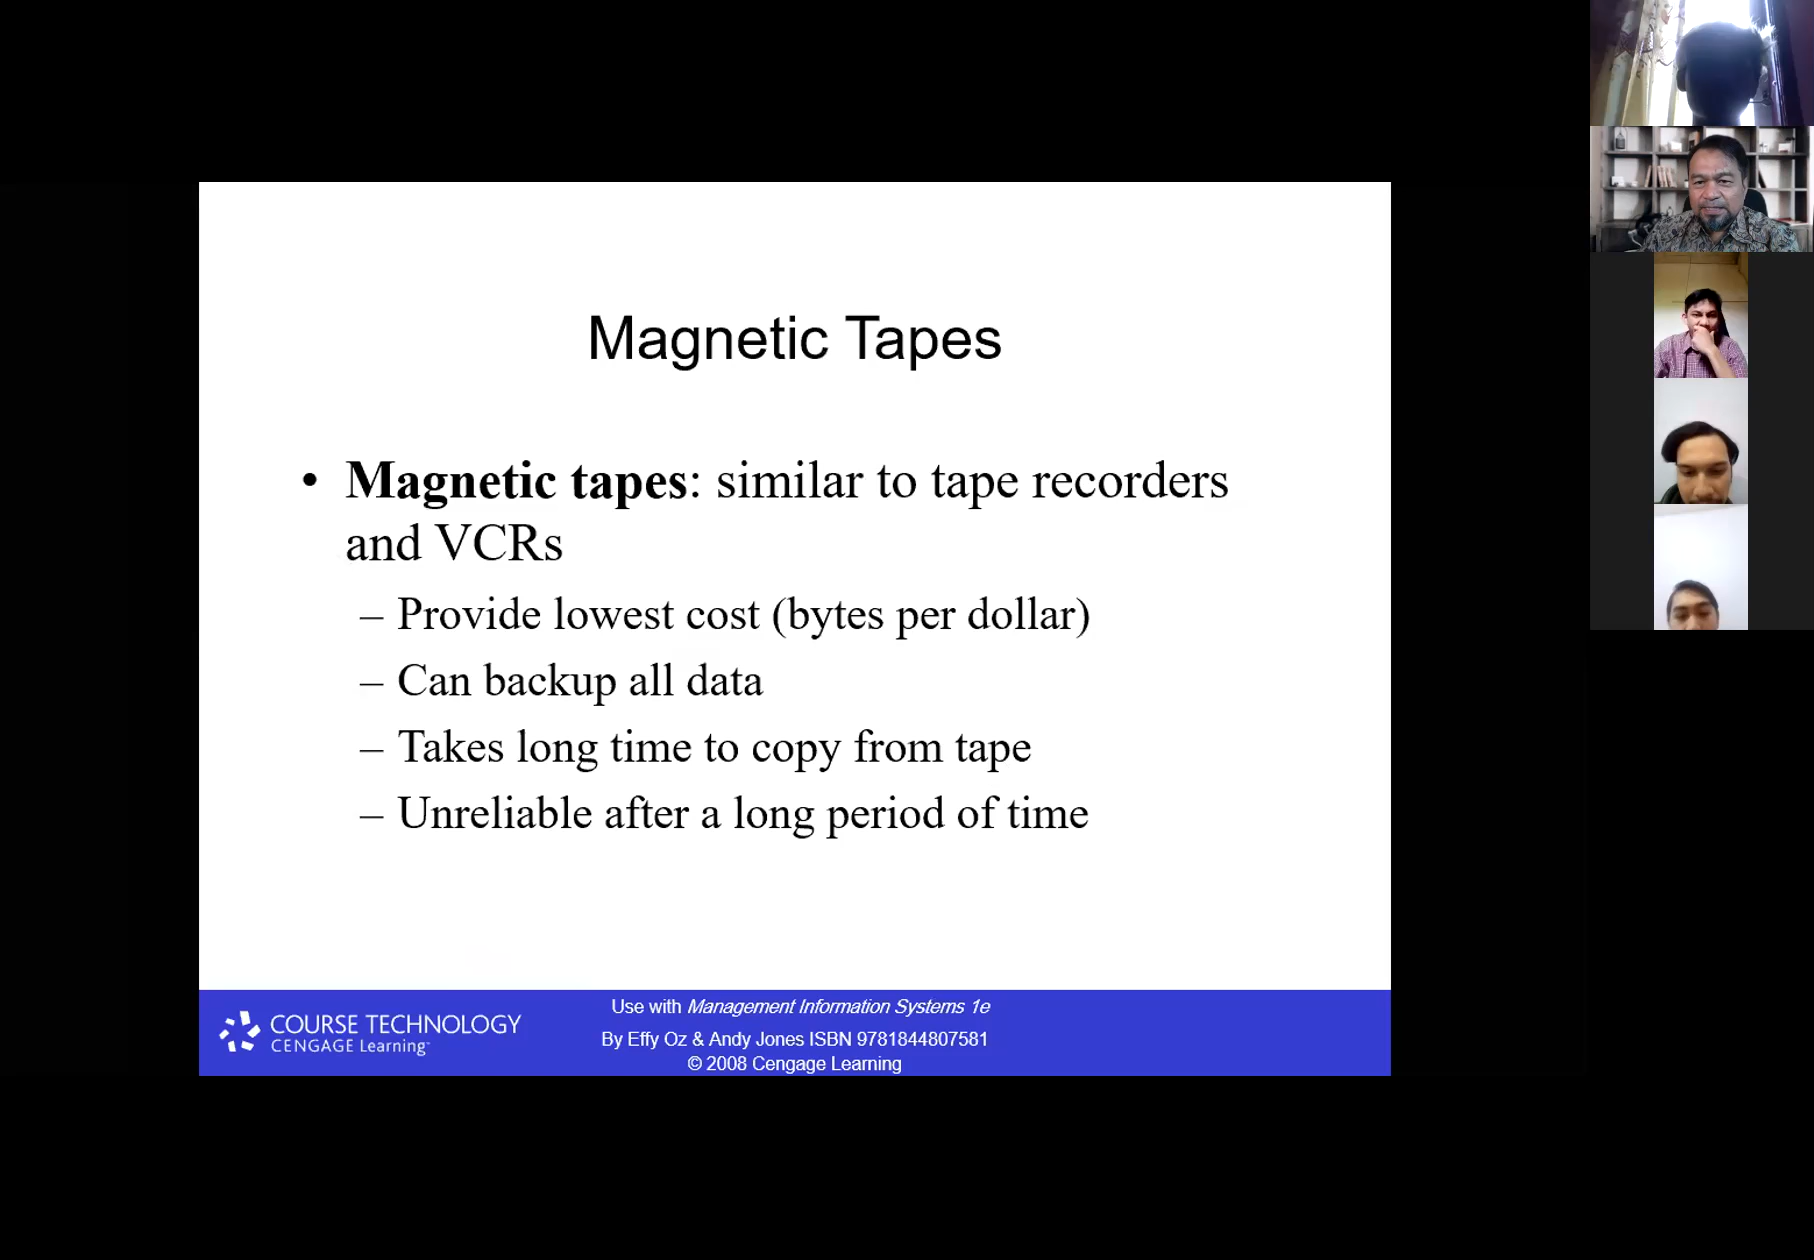 Magnetic Tapes
• Magnetic tapes: similar to tape recorders
and VCRs
– Provide lowest cost (bytes per dollar)
– Can backup all data
– Takes long time to copy from tape
– Unreliable after a long period of time
COURSE TECHNOLOGY
CENGAGE Learning™
Use with Management Information Systems 1e
By Effy Oz & Andy Jones ISBN 9781844807581
© 2008 Cengage Learning